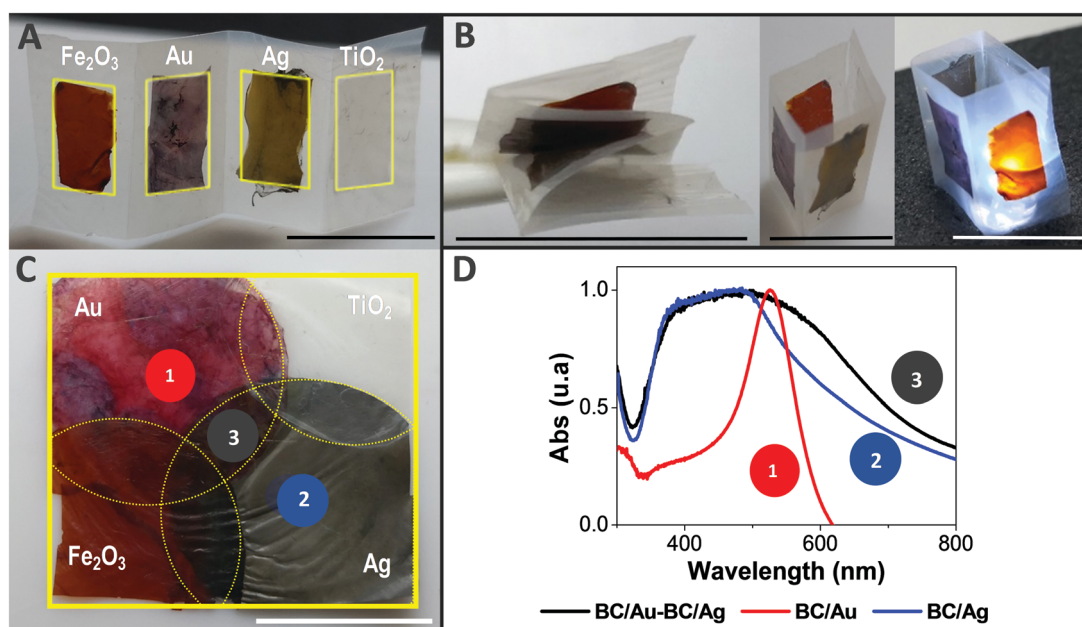 A
Fe₂O₃ Au Ag TiO₂
B
C
Au
TiO₂
1
3
2
Fe₂O₃
Ag
D
Abs (u.a)
1.0
0.5
0.0
3
2
1
400 600 800
Wavelength (nm)
BC/Au-BC/Ag BC/Au BC/Ag